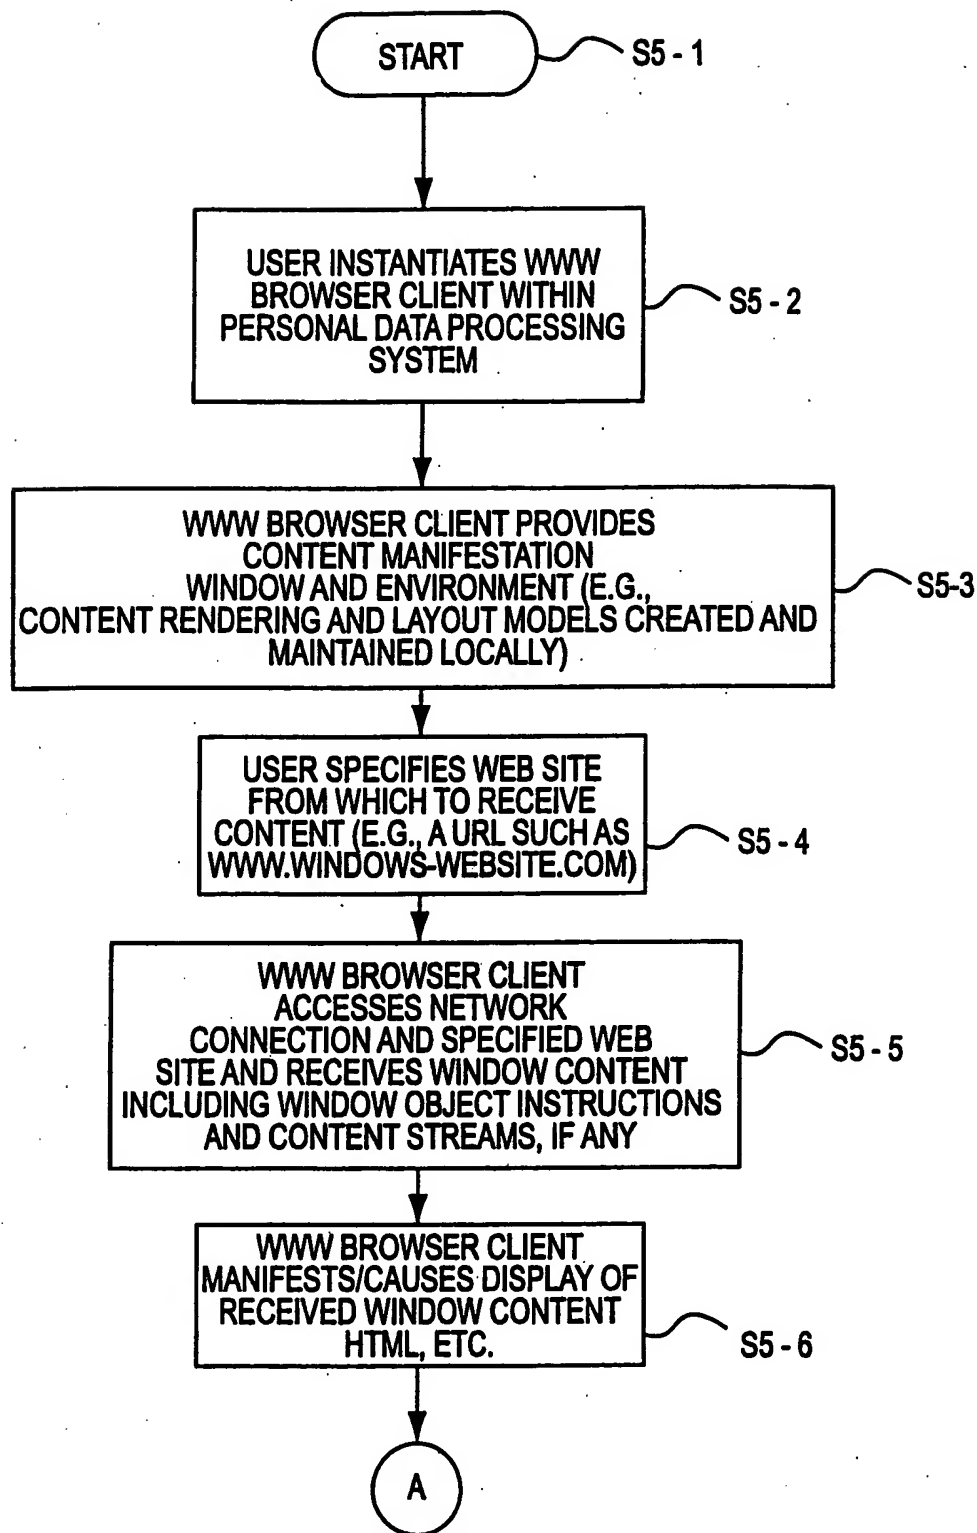 START
S5 - 1
USER INSTANTIATES WWW
BROWSER CLIENT WITHIN
PERSONAL DATA PROCESSING
SYSTEM
S5 - 2
WWW BROWSER CLIENT PROVIDES
CONTENT MANIFESTATION
WINDOW AND ENVIRONMENT (E.G.,
CONTENT RENDERING AND LAYOUT MODELS CREATED AND
MAINTAINED LOCALLY)
S5-3
USER SPECIFIES WEB SITE
FROM WHICH TO RECEIVE
CONTENT (E.G., A URL SUCH AS
WWW.WINDOWS-WEBSITE.COM)
S5 - 4
WWW BROWSER CLIENT
ACCESSES NETWORK
CONNECTION AND SPECIFIED WEB
SITE AND RECEIVES WINDOW CONTENT
INCLUDING WINDOW OBJECT INSTRUCTIONS
AND CONTENT STREAMS, IF ANY
S5 - 5
WWW BROWSER CLIENT
MANIFESTS/CAUSES DISPLAY OF
RECEIVED WINDOW CONTENT
HTML, ETC.
S5 - 6
A